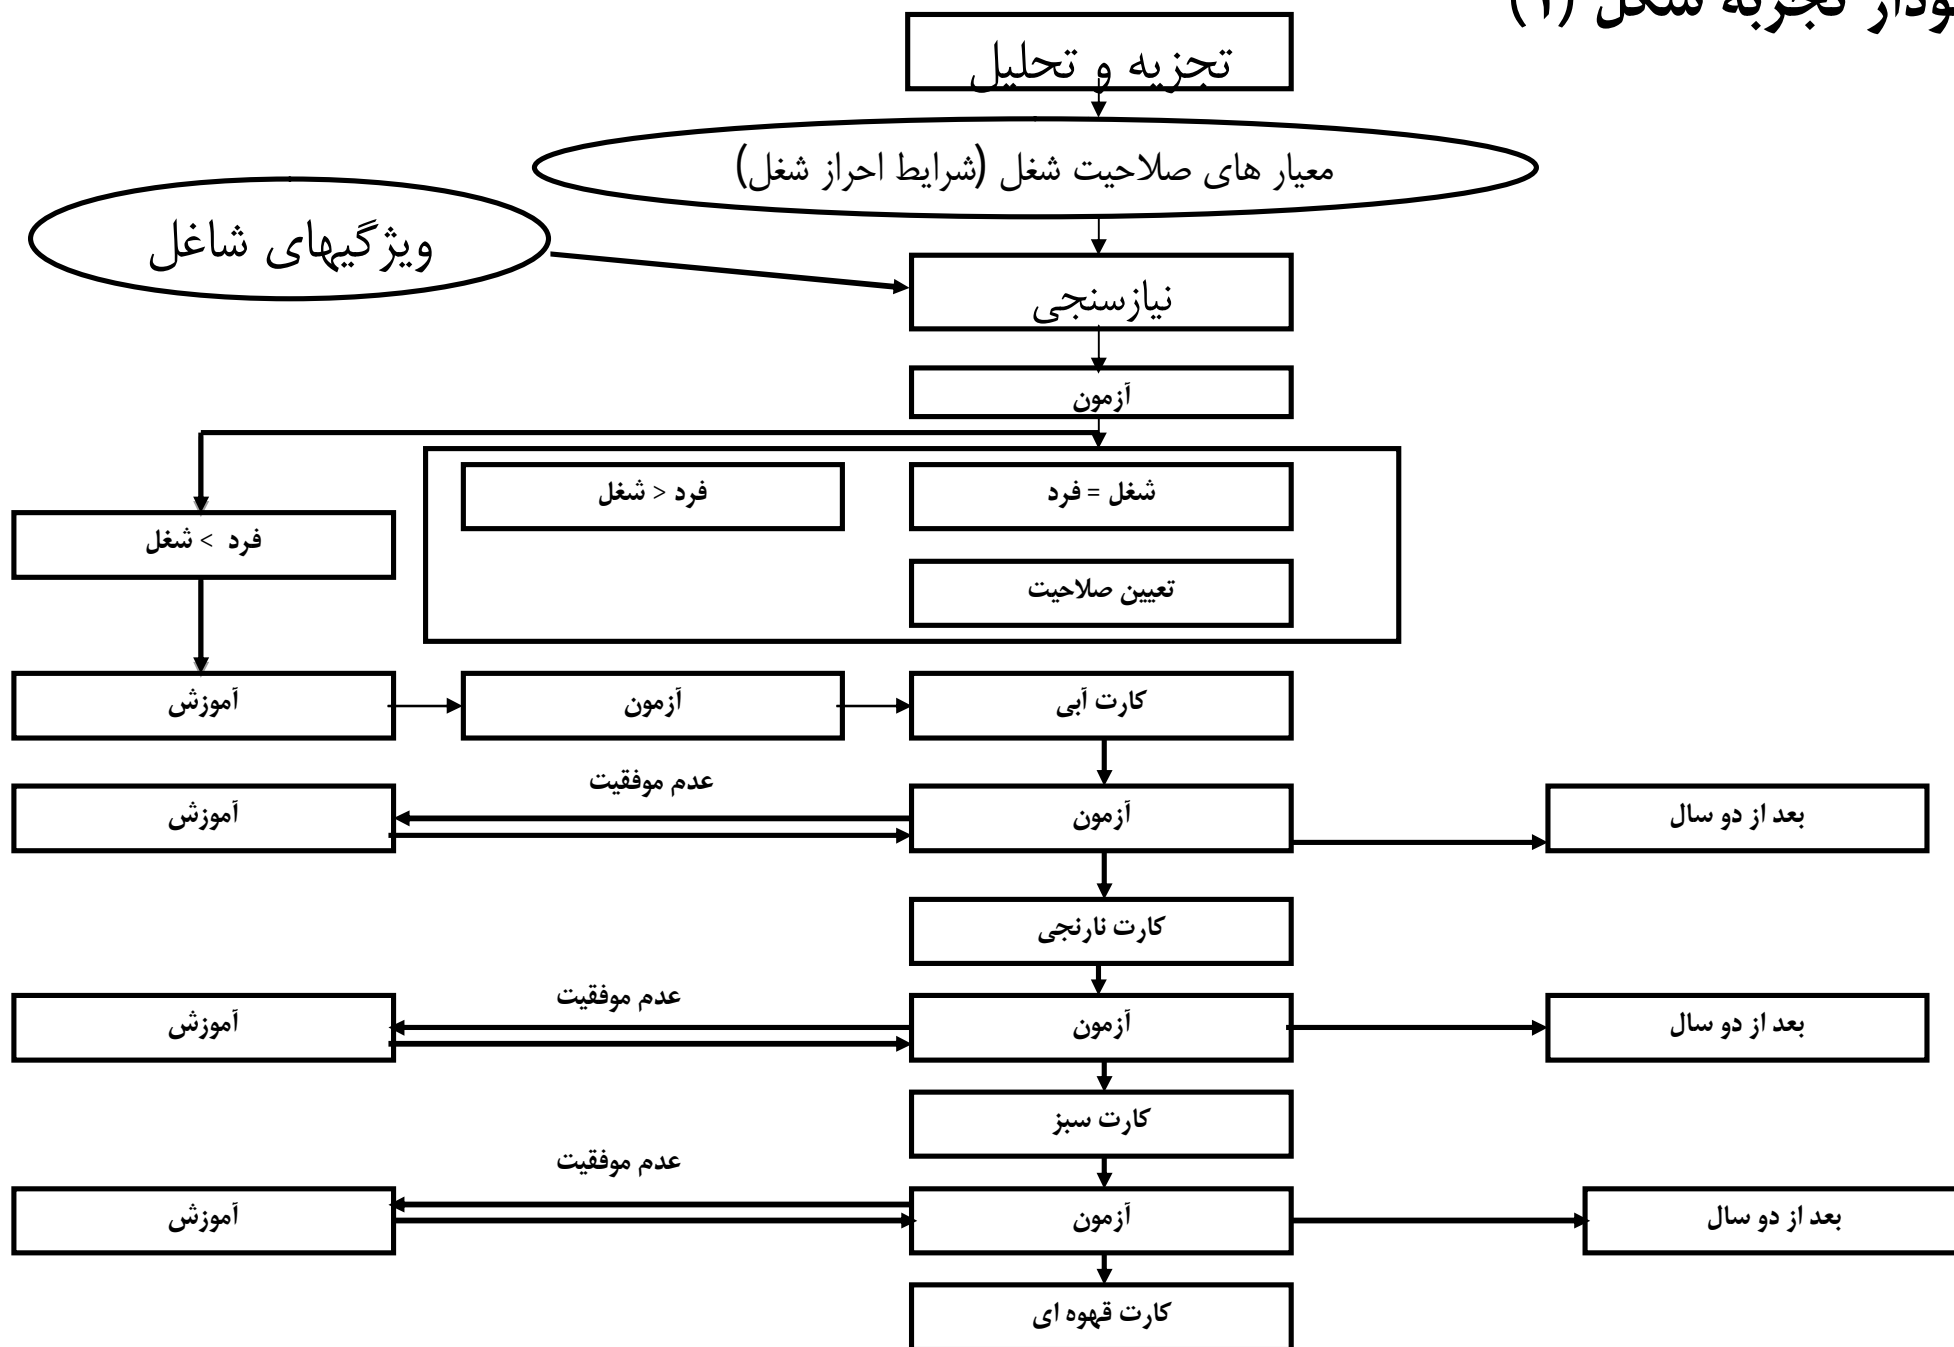 شکل
تجزیه و تحلیل
معیار های صلاحیت شغل (شرایط احراز شغل)
ویژگیهای شاغل
نیازسنجی
آزمون
شغل = فرد
فرد > شغل
فرد < شغل
تعیین صلاحیت
آموزش
آزمون
کارت آبی
عدم موفقیت
آموزش
آزمون
بعد از دو سال
کارت نارنجی
عدم موفقیت
آموزش
آزمون
بعد از دو سال
کارت سبز
عدم موفقیت
آموزش
آزمون
بعد از دو سال
کارت قهوه ای